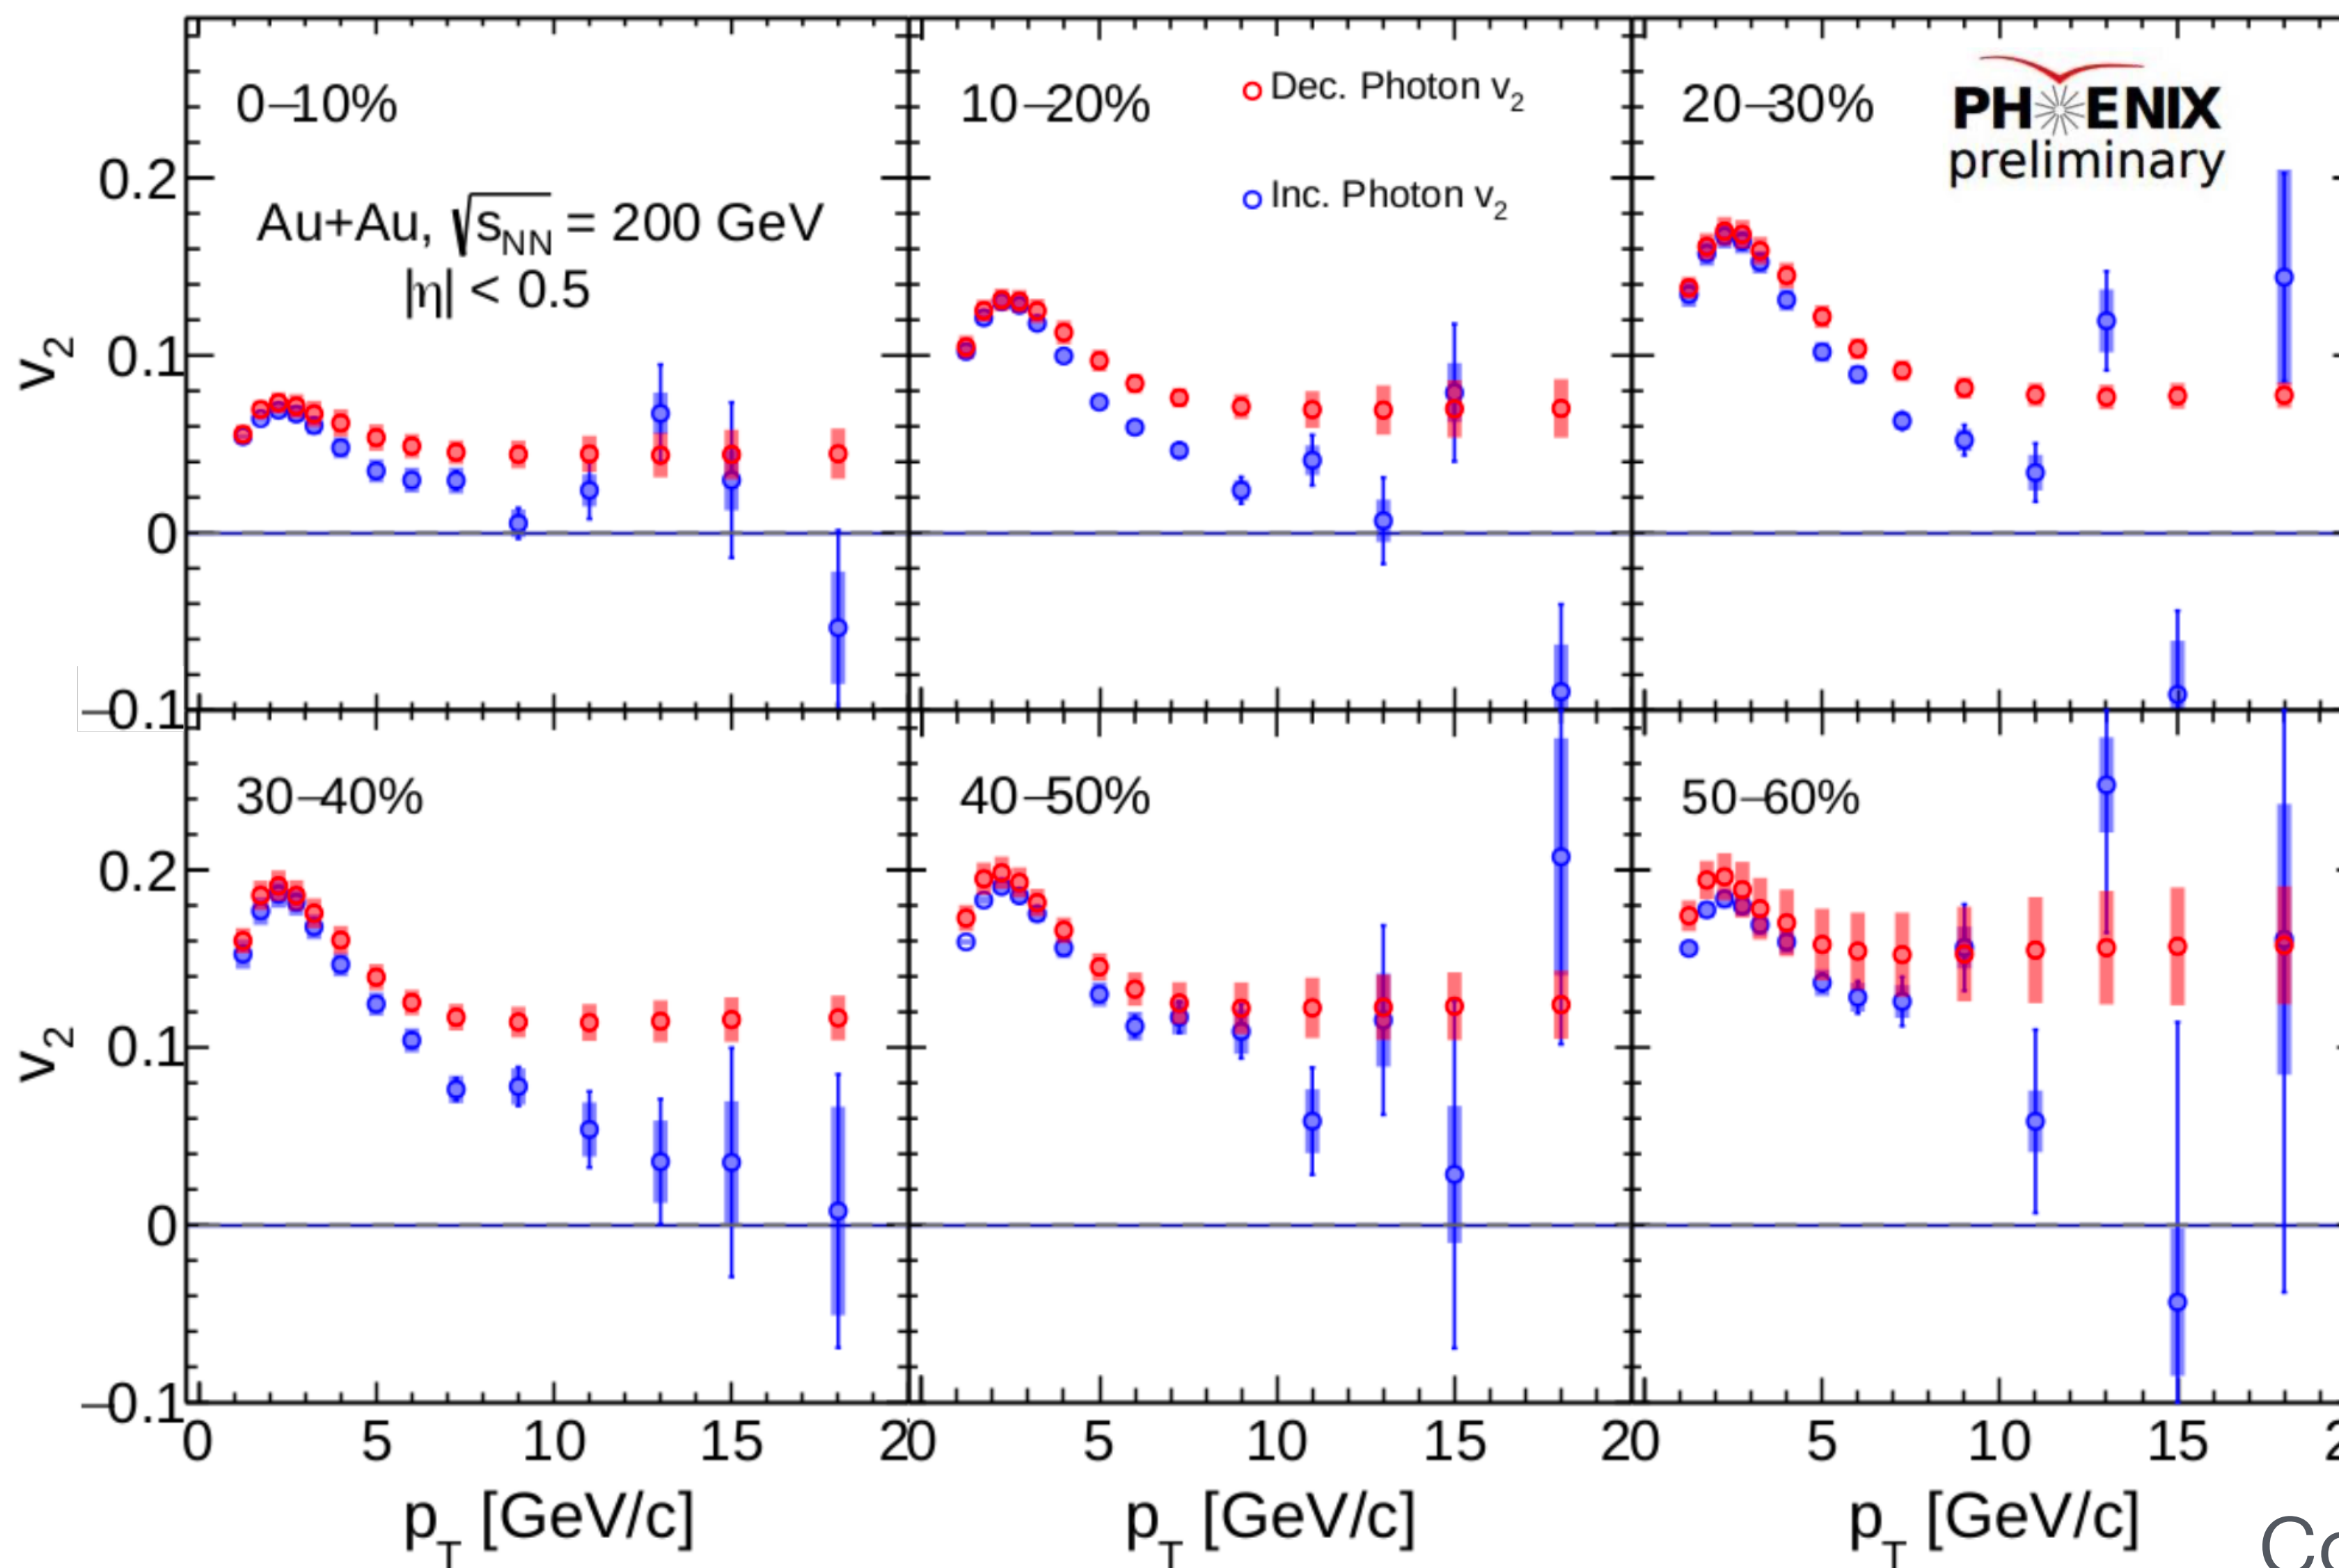 0–10%
10–20%
Dec. Photon v2
20–30%
PHENIX
preliminary
Inc. Photon v2
0.2
Au+Au, √sNN = 200 GeV
|η| < 0.5
v2
0.1
0
–0.1
30–40%
40–50%
50–60%
0.2
v2
0.1
0
–0.1
0 5 10 15 20 5 10 15 20 5 10 15
pT [GeV/c] pT [GeV/c] pT [GeV/c]